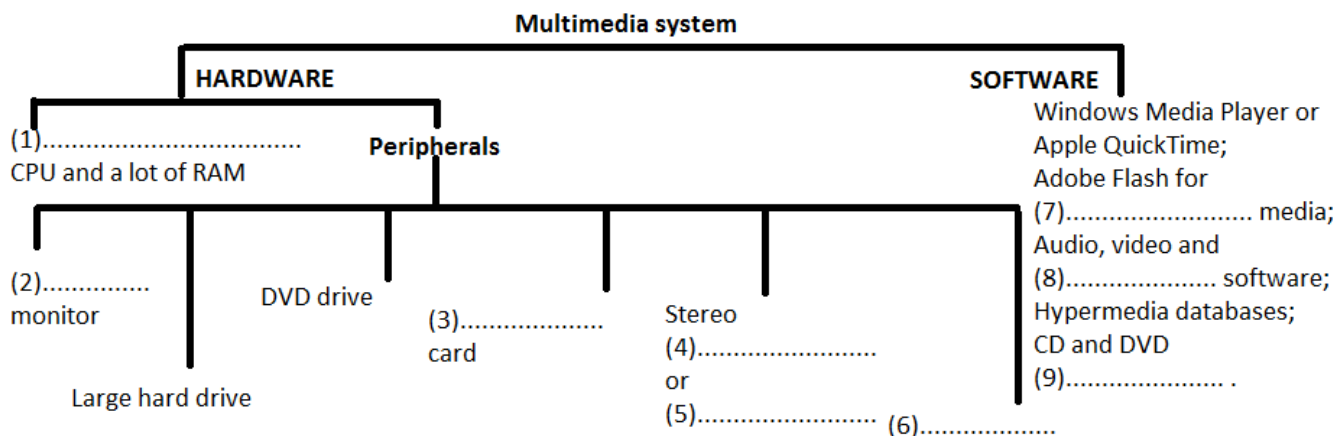 Multimedia system
HARDWARE
SOFTWARE
(1)...................................
CPU and a lot of RAM
Peripherals
(2)...............
monitor
Large hard drive
DVD drive
(3)....................
card
Stereo
(4).........................
or
(5).........................
(6)...................
Windows Media Player or
Apple QuickTime;
Adobe Flash for
(7)......................... media;
Audio, video and
(8).................... software;
Hypermedia databases;
CD and DVD
(9)...................... .